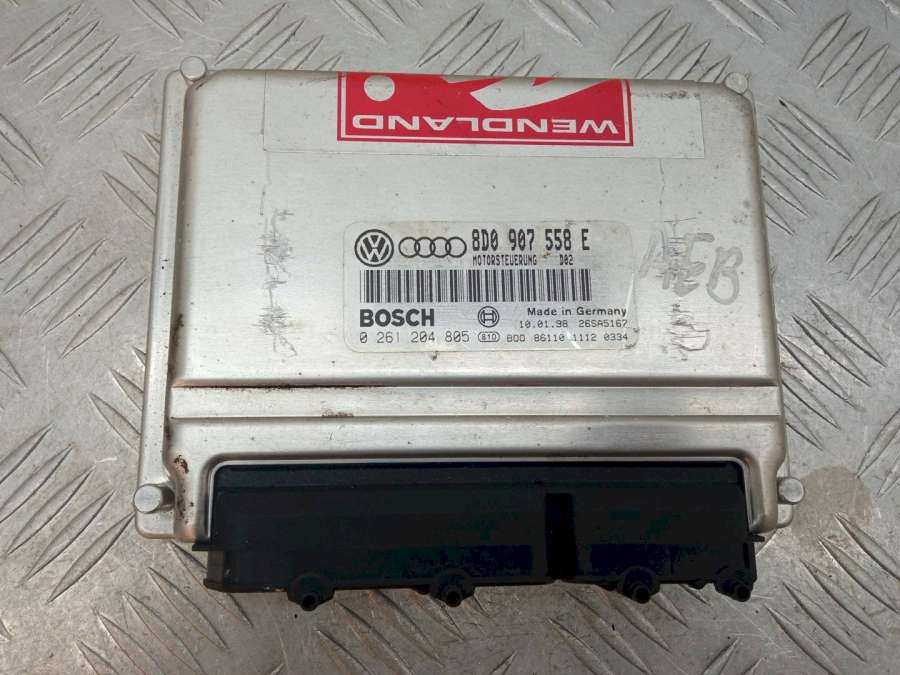 WENDLAND
8D0 907 558 E
MOTORSTEUERUNG D02
BOSCH Made in Germany
10.01.98 26SA5167
0 261 204 805 B00 86110 1112 0334
AEB